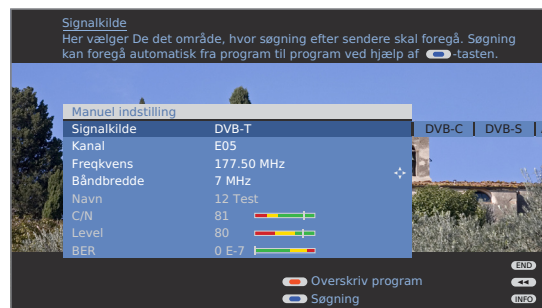 Signalkilde
Her vælger De det område, hvor søgning efter sendere skal foregå. Søgning
kan foregå automatisk fra program til program ved hjælp af -tasten.
Manuel indstilling
Signalkilde DVB-T DVB-C DVB-S
Kanal E05
Freqkvens 177.50 MHz
Båndbredde 7 MHz
Navn 12 Test
C/N 81
Level 80
BER 0 E-7
END
Overskriv program
Søgning
INFO